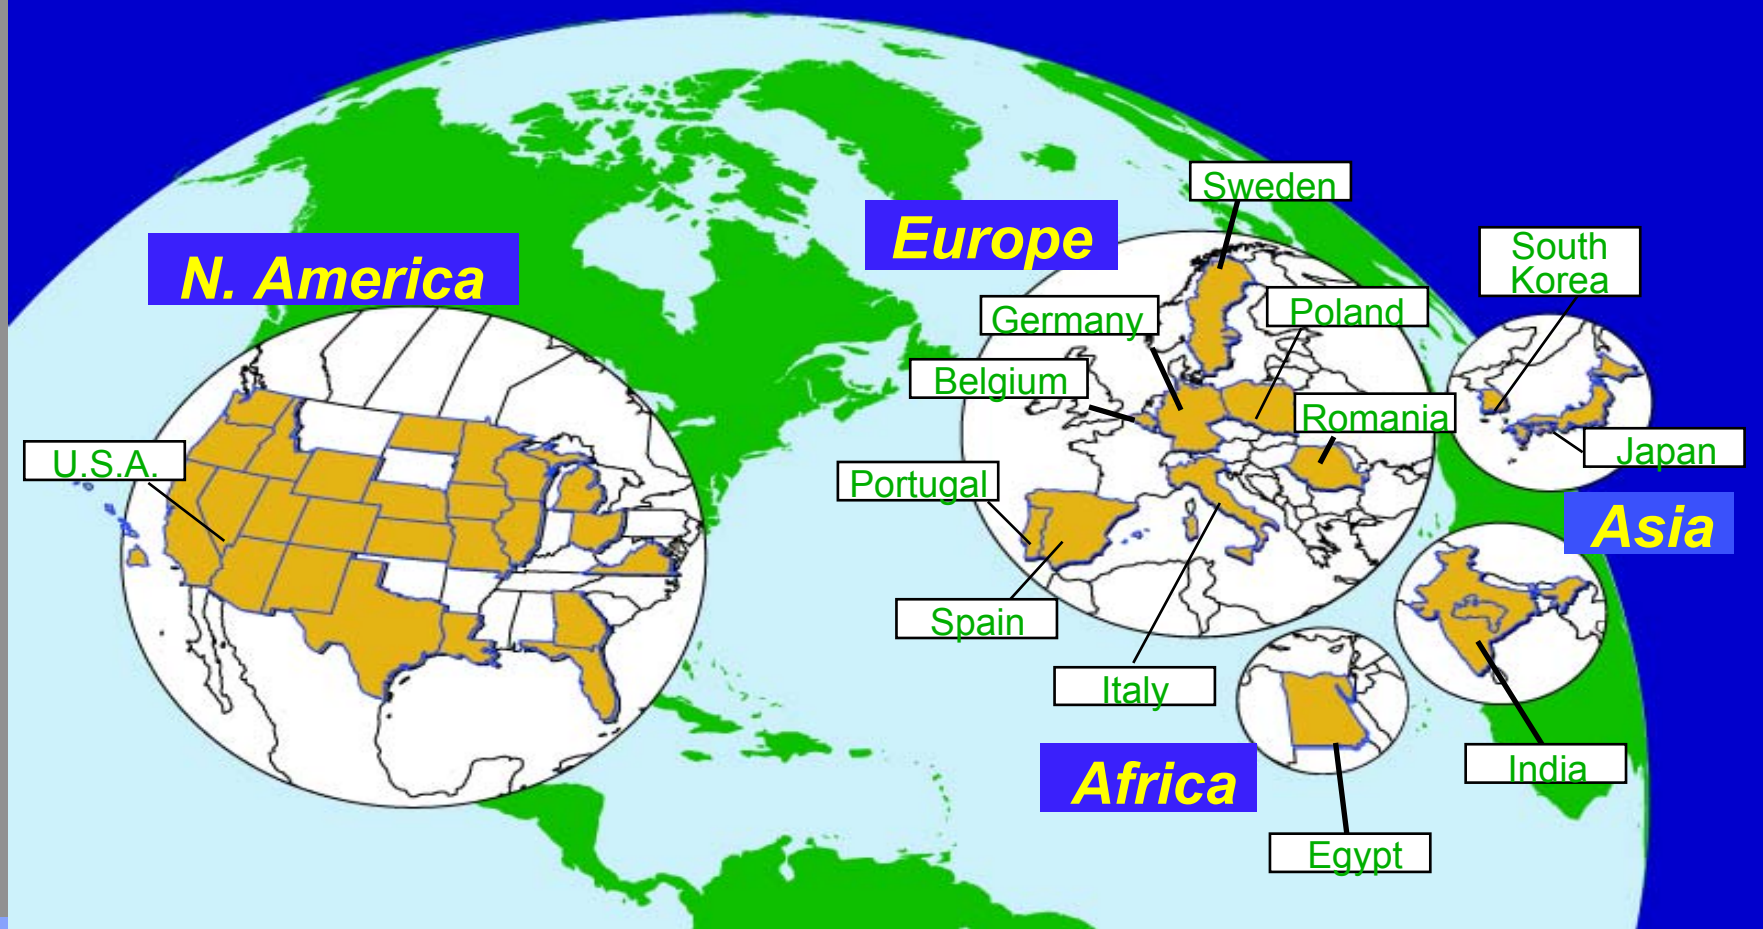 Sweden
Europe
South
Korea
N. America
Germany
Poland
Belgium
Romania
U.S.A.
Japan
Portugal
Asia
Spain
Italy
Africa
India
Egypt